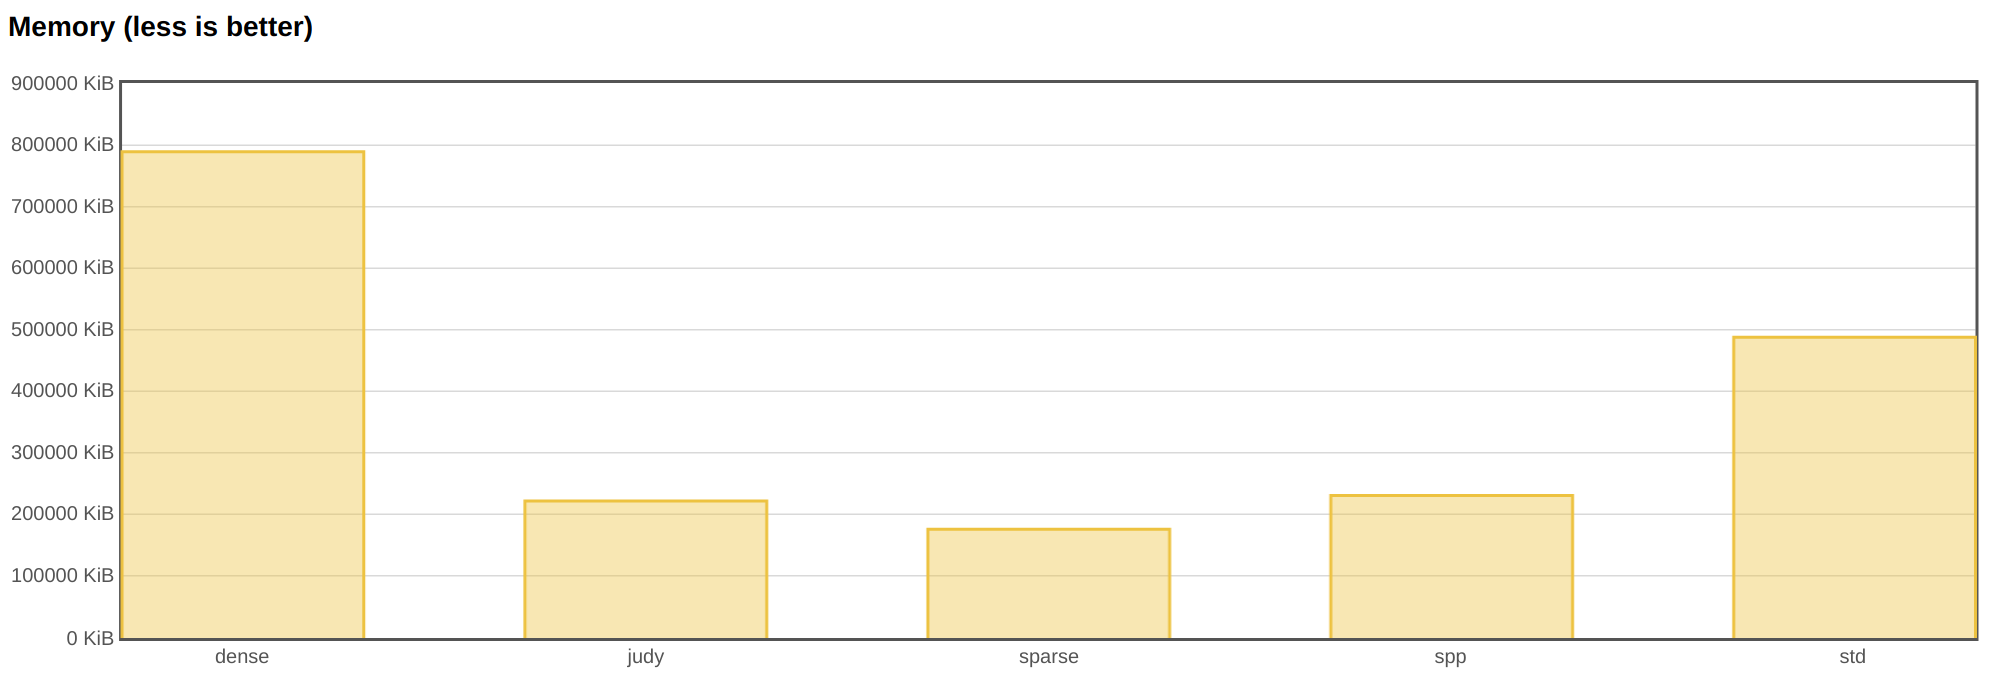 Memory (less is better)
900000 KiB
800000 KiB
700000 KiB
600000 KiB
500000 KiB
400000 KiB
300000 KiB
200000 KiB
100000 KiB
0 KiB
dense judy sparse spp std